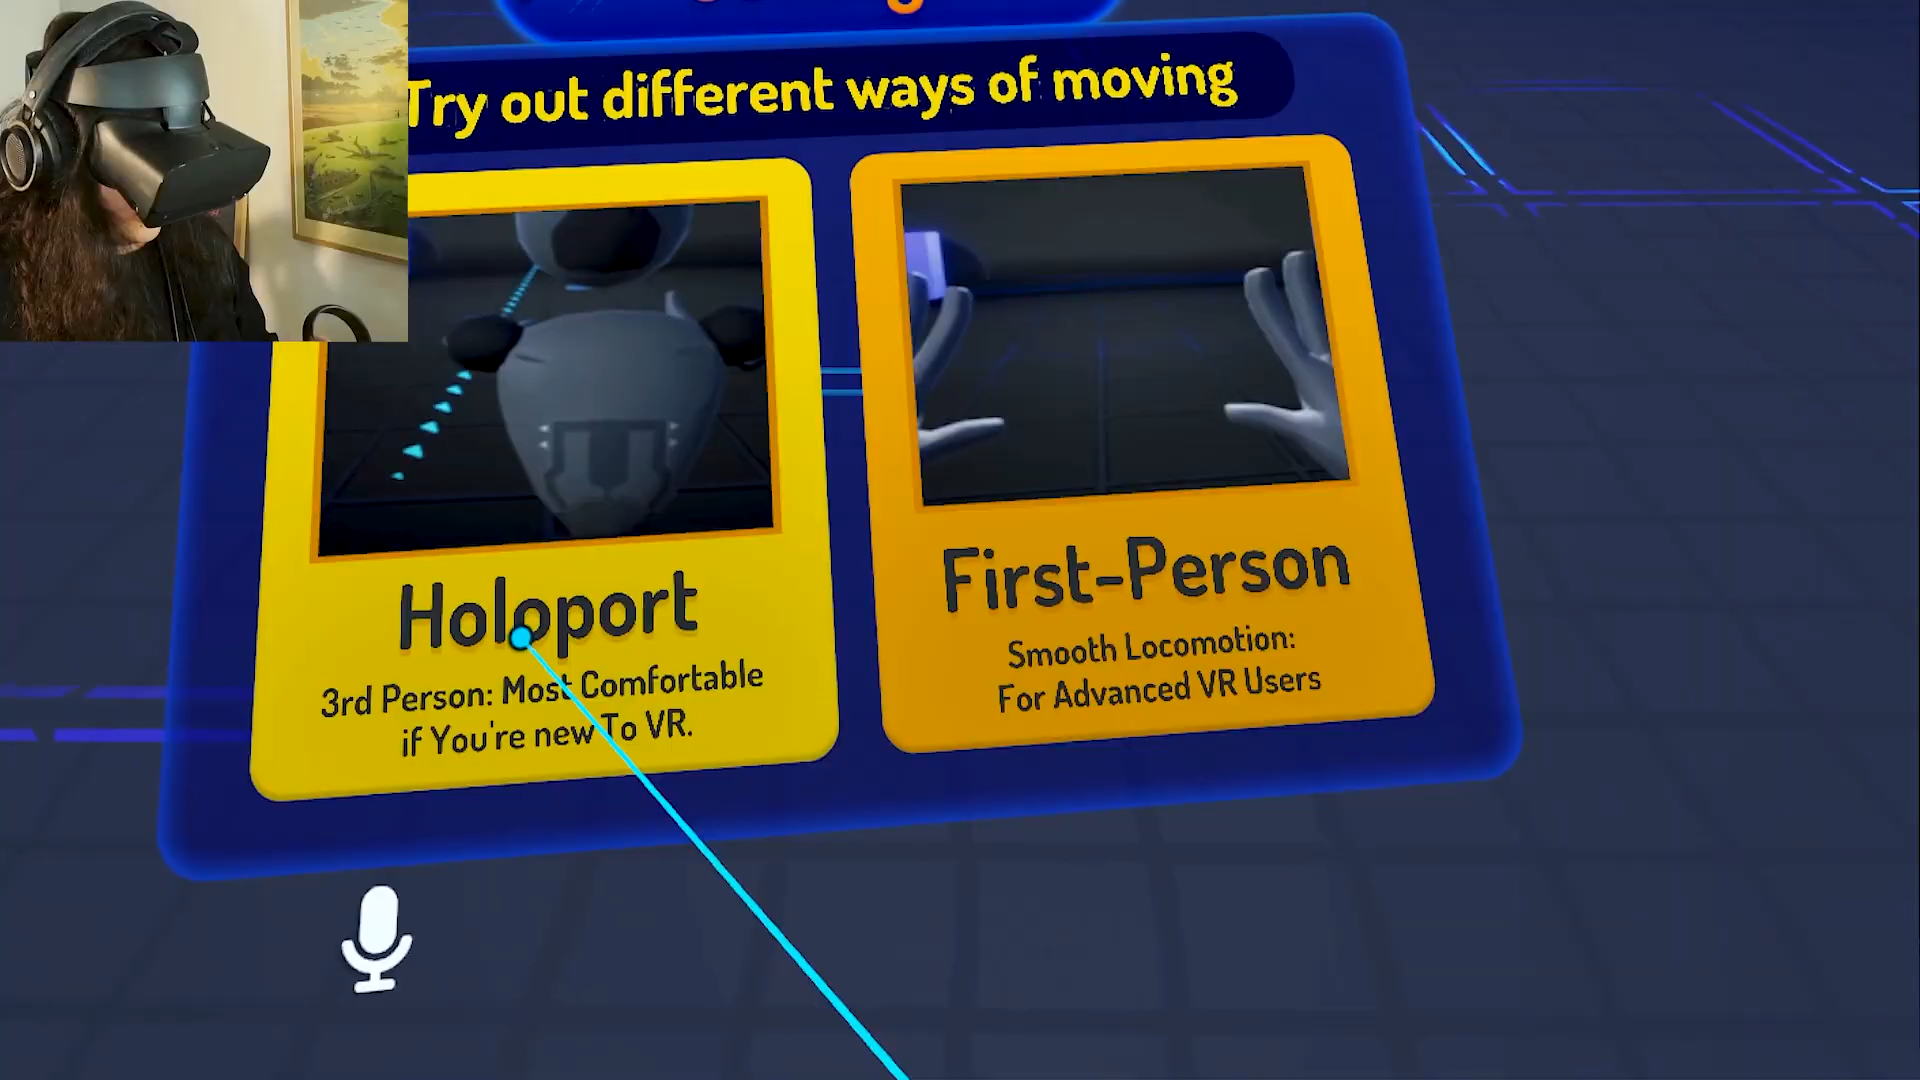 Try out different ways of moving
Holoport
3rd Person: Most Comfortable
if You're new To VR.
First-Person
Smooth Locomotion:
For Advanced VR Users